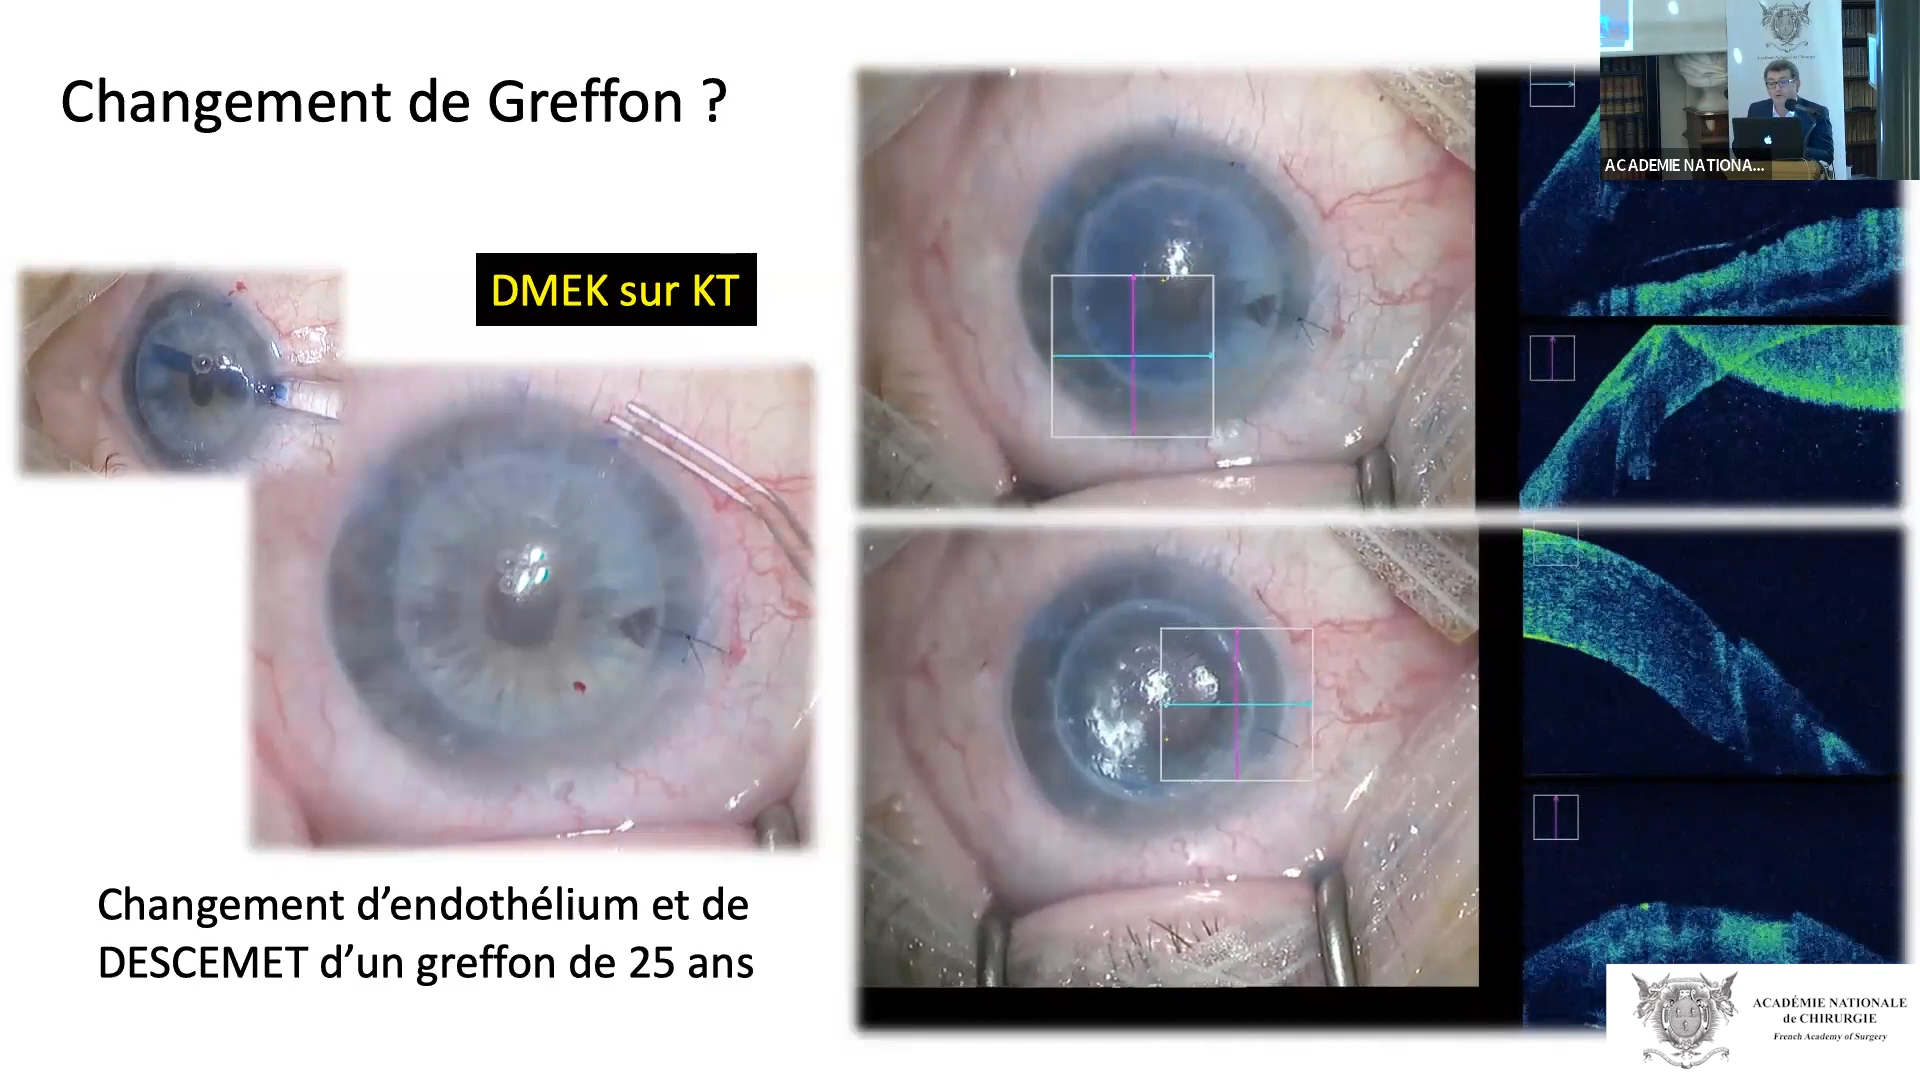 Changement de Greffon ?
ACADEMIE NATIONA...
DMEK sur KT
Changement d’endothélium et de
DESCEMET d’un greffon de 25 ans
ACADÉMIE NATIONALE
de CHIRURGIE
French Academy of Surgery